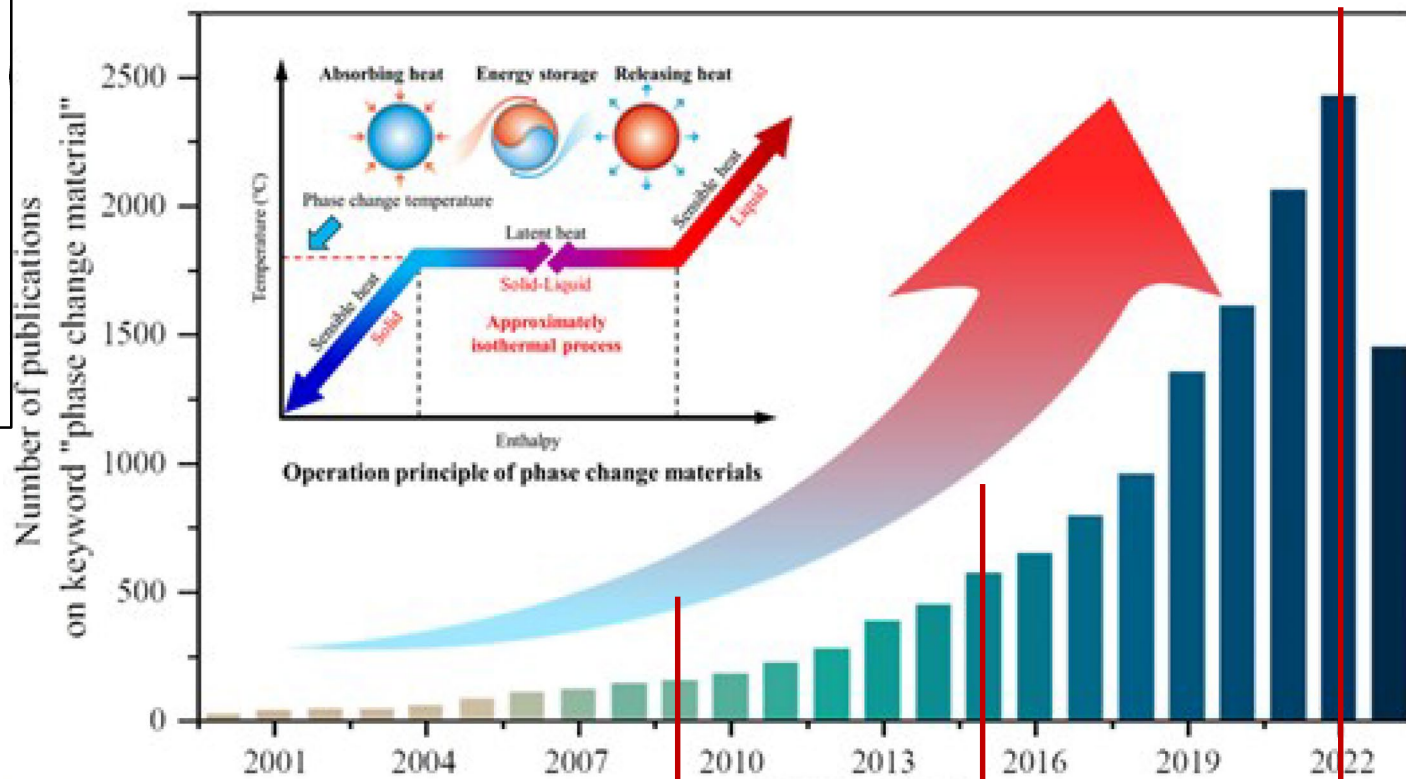 Number of publications
on keyword "phase change material"
2500
2000
1500
1000
500
0
2001
2004
2007
2010
2013
2016
2019
2022
Absorbing heat
Energy storage
Releasing heat
Temperature (°C)
Phase change temperature
Sensible heat
Solid
Latent heat
Solid-Liquid
Approximately
isothermal process
Sensible heat
Liquid
Enthalpy
Operation principle of phase change materials